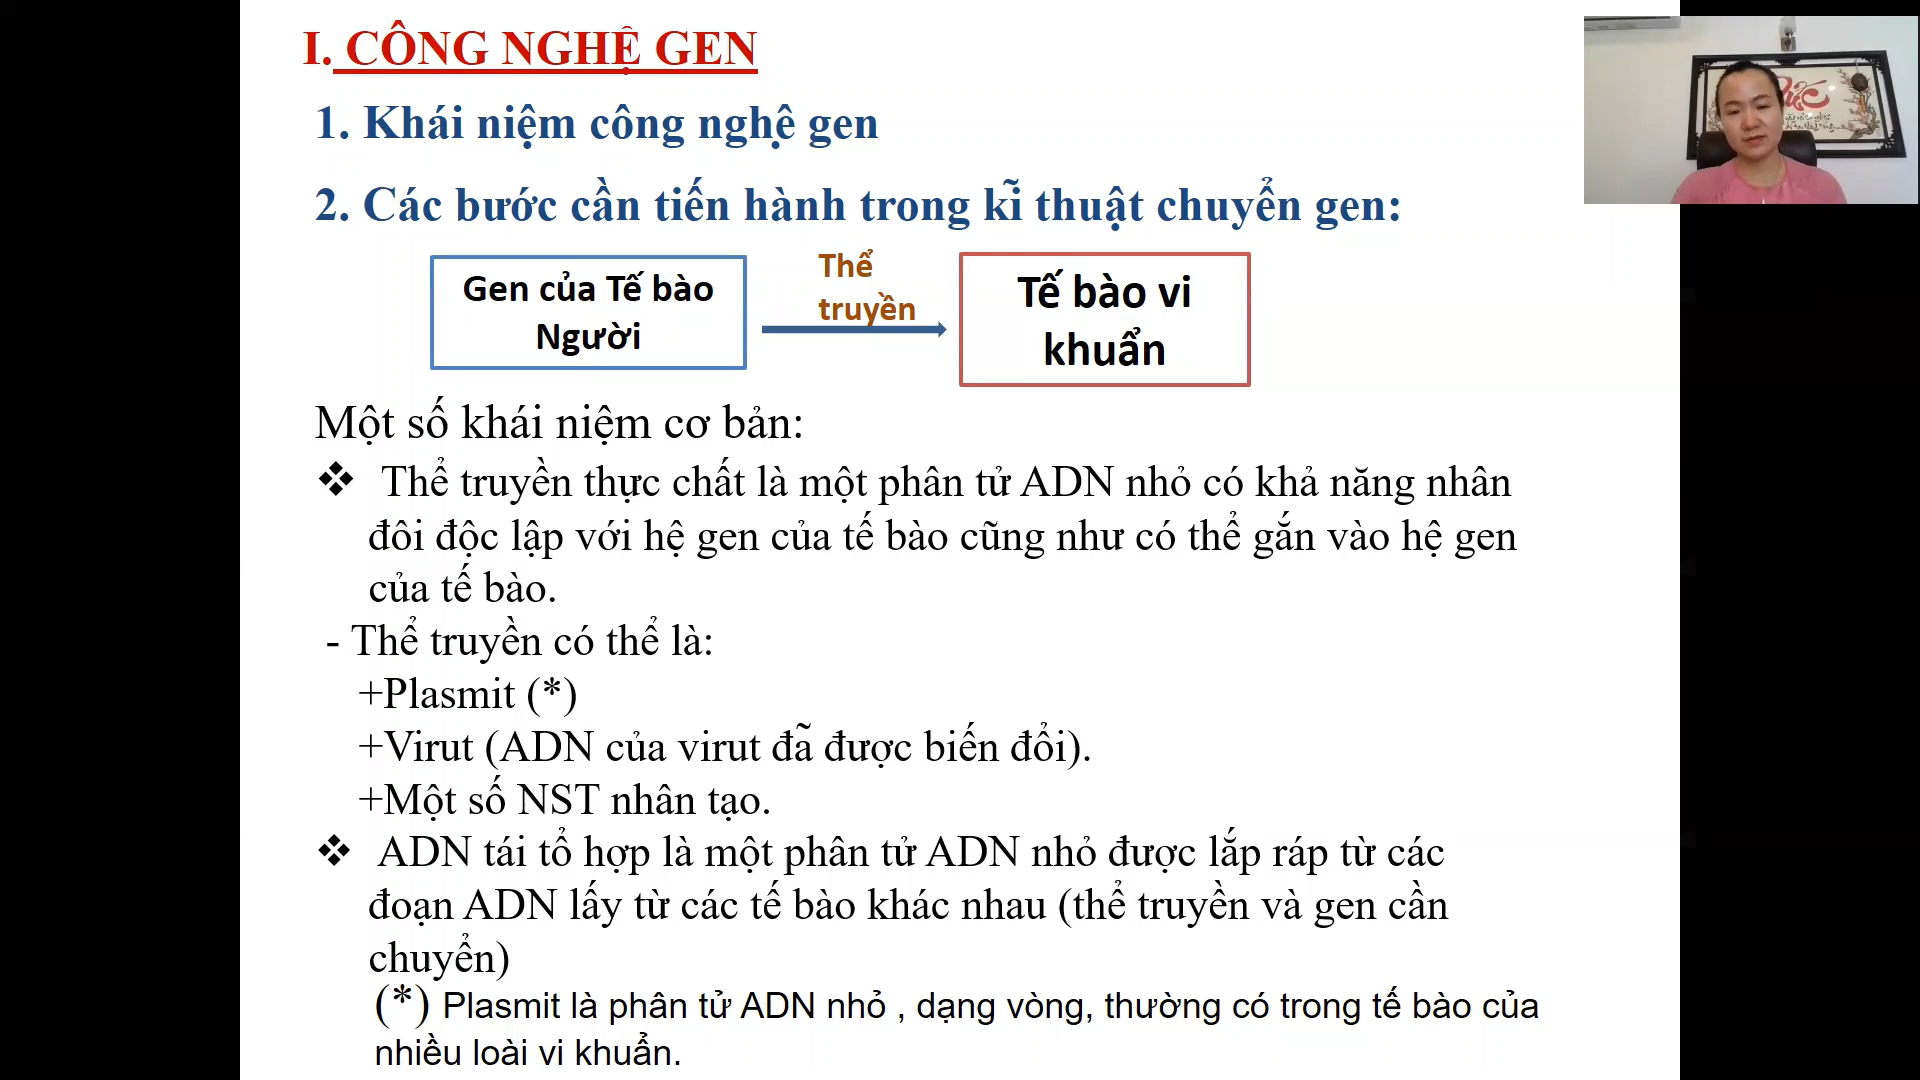 I. CÔNG NGHỆ GEN
1. Khái niệm công nghệ gen
2. Các bước cần tiến hành trong kĩ thuật chuyển gen:
Gen của Tế bào
Người
Thể
truyền
Tế bào vi
khuẩn
Một số khái niệm cơ bản:
❖ Thể truyền thực chất là một phân tử ADN nhỏ có khả năng nhân
đôi độc lập với hệ gen của tế bào cũng như có thể gắn vào hệ gen
của tế bào.
- Thể truyền có thể là:
+Plasmit (*)
+Virut (ADN của virut đã được biến đổi).
+Một số NST nhân tạo.
❖ ADN tái tổ hợp là một phân tử ADN nhỏ được lắp ráp từ các
đoạn ADN lấy từ các tế bào khác nhau (thể truyền và gen cần
chuyển)
(*) Plasmit là phân tử ADN nhỏ , dạng vòng, thường có trong tế bào của
nhiều loài vi khuẩn.